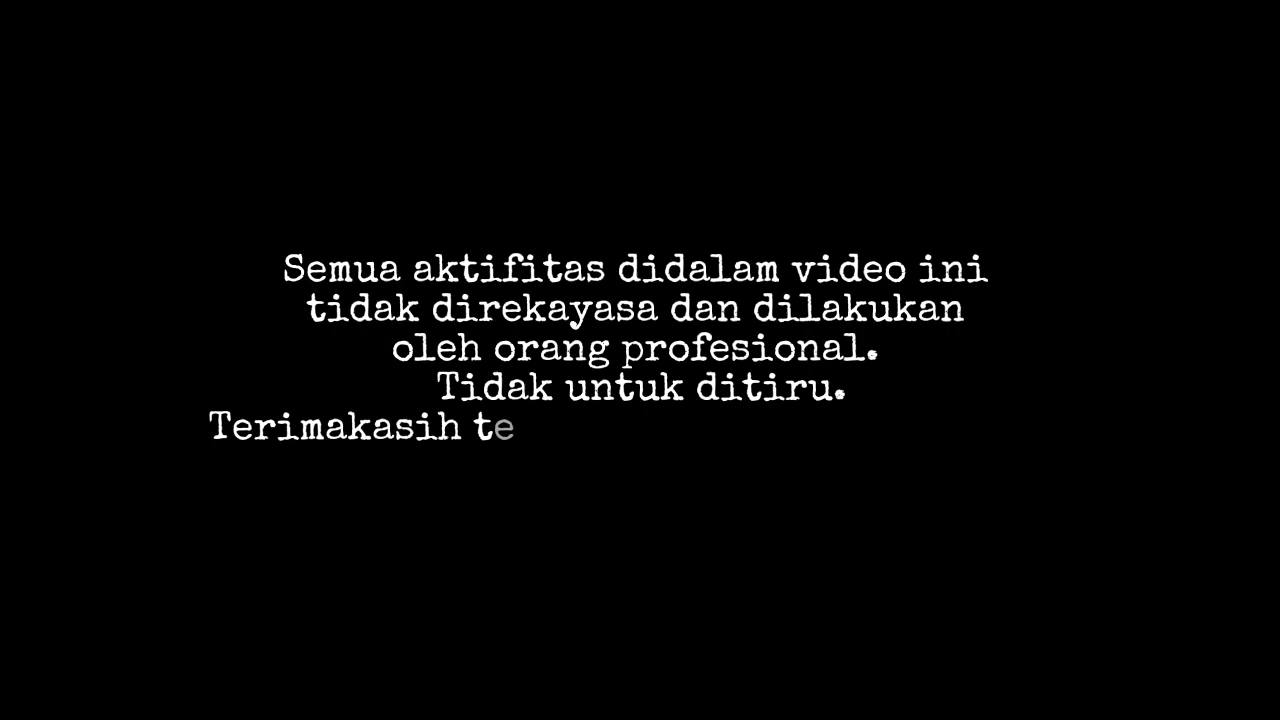 Semua aktifitas didalam video ini
tidak direkayasa dan dilakukan
oleh orang profesional.
Tidak untuk ditiru.
Terimakasih te